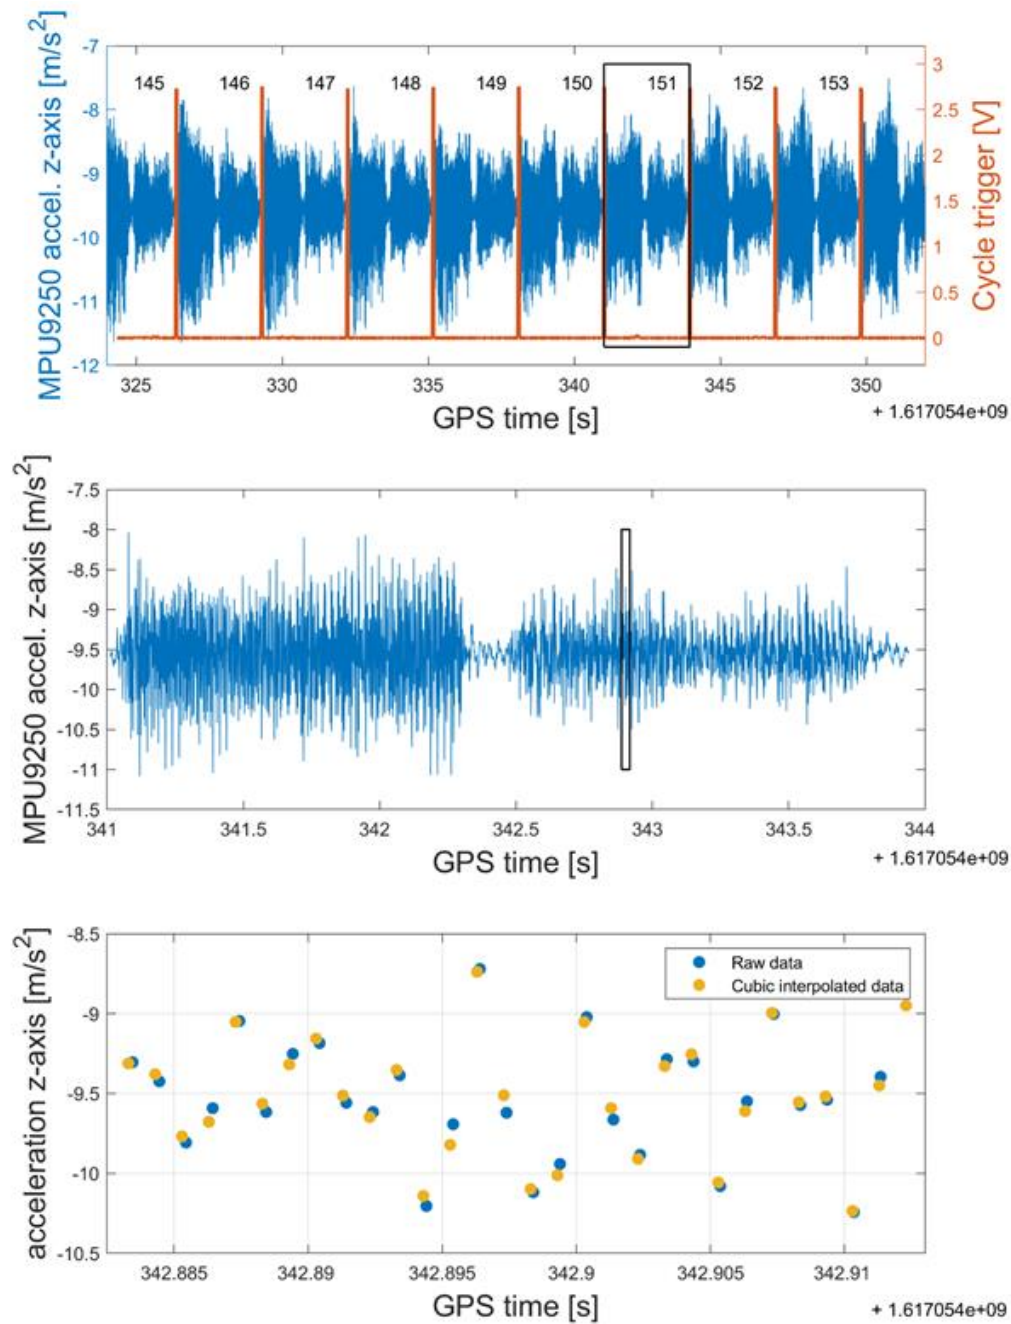 MPU9250 accel. z-axis [m/s²]
-7
-8
-9
-10
-11
-12
145 146 147 148 149 150 151 152 153
3
2.5
2
1.5
1
0.5
0
Cycle trigger [V]
325 330 335 340 345 350
GPS time [s]
+ 1.617054e+09
MPU9250 accel. z-axis [m/s²]
-7.5
-8
-8.5
-9
-9.5
-10
-10.5
-11
-11.5
341 341.5 342 342.5 343 343.5 344
GPS time [s]
+ 1.617054e+09
acceleration z-axis [m/s²]
-8.5
-9
-9.5
-10
-10.5
Raw data
Cubic interpolated data
342.885 342.89 342.895 342.9 342.905 342.91
GPS time [s]
+ 1.617054e+09